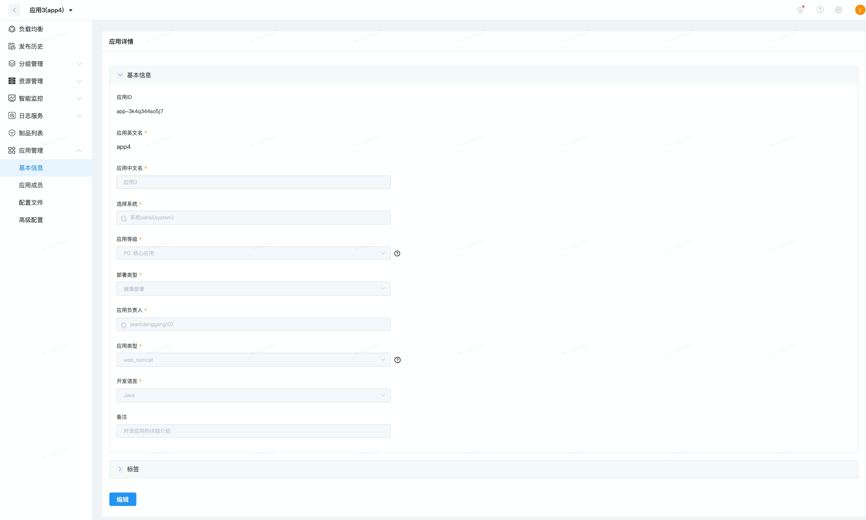 应用3(app4)
负载均衡
发布历史
分组管理
资源管理
智能监控
日志服务
制品列表
应用管理
基本信息
应用成员
配置文件
高级配置
应用详情
基本信息
应用ID
app-3k4q344so5j7
应用英文名 *
app4
应用中文名 *
应用3
选择系统 *
应用等级 *
P0 核心应用
部署类型 *
镜像部署
应用负责人 *
应用类型 *
web_tomcat
开发语言 *
Java
备注
对该应用的详细介绍
标签
编辑